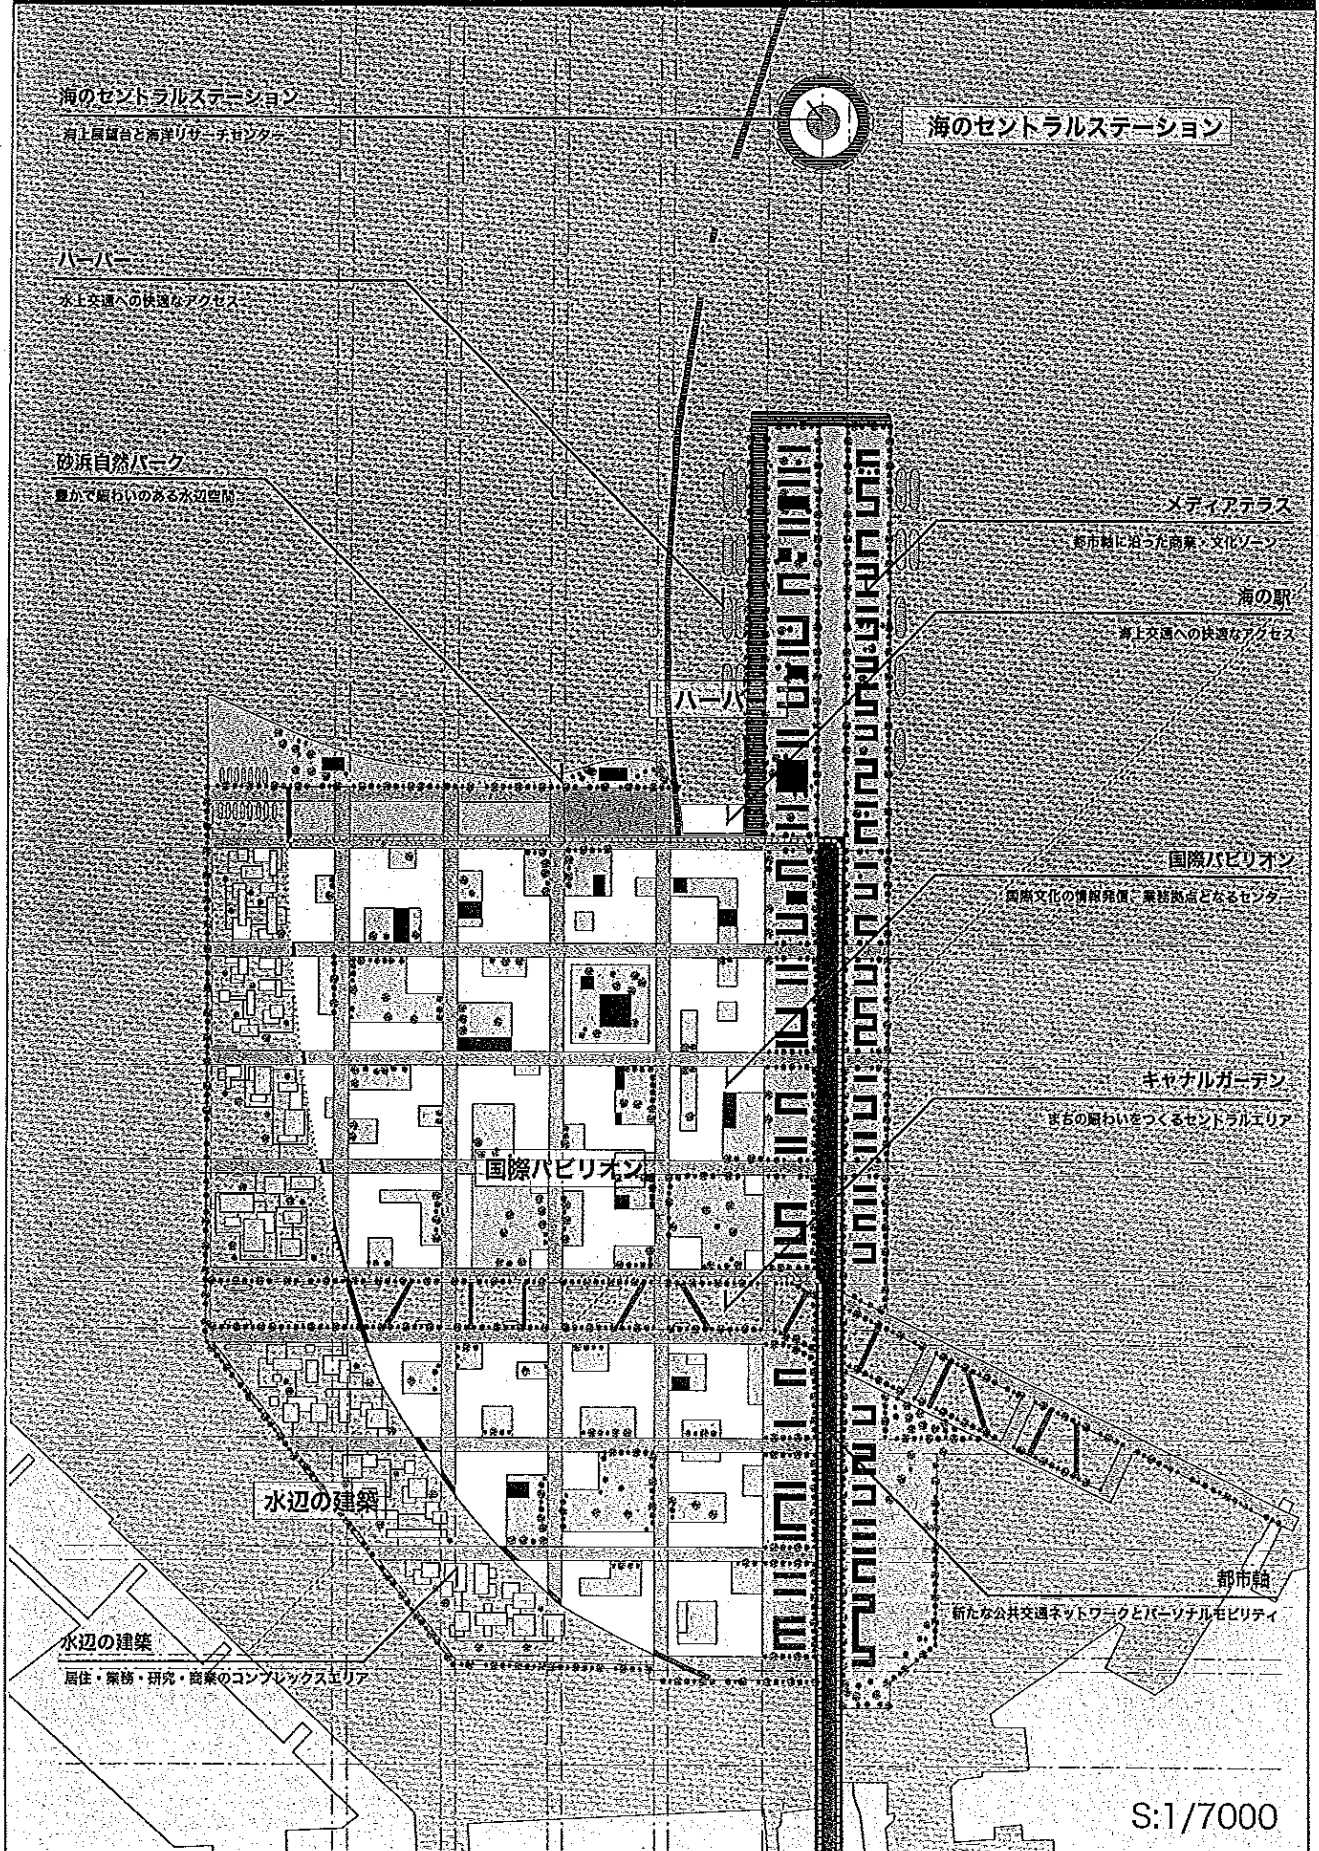 海のセントラルステーション
海上展望台と海洋リサーチセンター
海のセントラルステーション
ハーバー
水上交通への快適なアクセス
砂浜自然パーク
豊かで賑わいのある水辺空間
メディアテラス
都市軸に沿った商業・文化ゾーン
海の駅
海上交通への快適なアクセス
ハーバ
国際パビリオン
国際文化の情報発信、業務拠点となるセンター
キャナルガーデン
まちの賑わいをつくるセントラルエリア
国際パビリオン
水辺の建築
都市軸
新たな公共交通ネットワークとパーソナルモビリティ
水辺の建築
居住・業務・研究・商業のコンプレックスエリア
S:1/7000